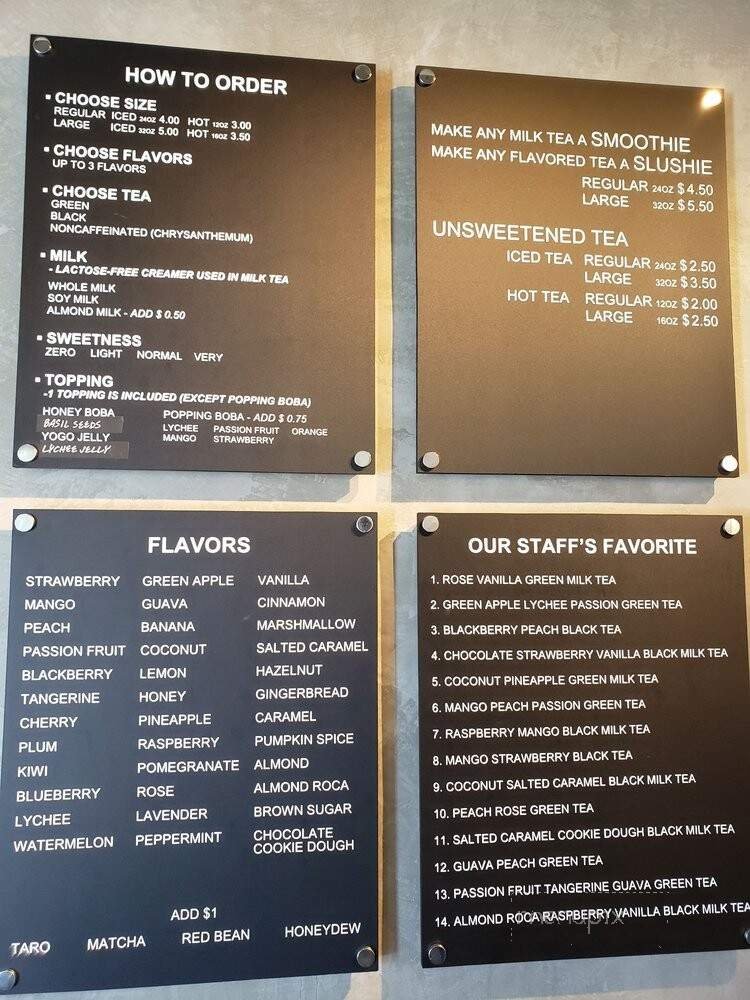 HOW TO ORDER
▪ CHOOSE SIZE
REGULAR ICED 24OZ 4.00 HOT 12OZ 3.00
LARGE ICED 32OZ 5.00 HOT 16OZ 3.50
▪ CHOOSE FLAVORS
UP TO 3 FLAVORS
▪ CHOOSE TEA
GREEN
BLACK
NONCAFFEINATED (CHRYSANTHEMUM)
▪ MILK
- LACTOSE-FREE CREAMER USED IN MILK TEA
WHOLE MILK
SOY MILK
ALMOND MILK - ADD $ 0.50
▪ SWEETNESS
ZERO LIGHT NORMAL VERY
▪ TOPPING
-1 TOPPING IS INCLUDED (EXCEPT POPPING BOBA)
HONEY BOBA POPPING BOBA - ADD $ 0.75
BASIL SEEDS LYCHEE PASSION FRUIT ORANGE
YOGO JELLY MANGO STRAWBERRY
LYCHEE JELLY
MAKE ANY MILK TEA A SMOOTHIE
MAKE ANY FLAVORED TEA A SLUSHIE
REGULAR 24OZ $ 4.50
LARGE 32OZ $ 5.50
UNSWEETENED TEA
ICED TEA REGULAR 24OZ $ 2.50
LARGE 32OZ $ 3.50
HOT TEA REGULAR 12OZ $ 2.00
LARGE 16OZ $ 2.50
FLAVORS
STRAWBERRY GREEN APPLE VANILLA
MANGO GUAVA CINNAMON
PEACH BANANA MARSHMALLOW
PASSION FRUIT COCONUT SALTED CARAMEL
BLACKBERRY LEMON HAZELNUT
TANGERINE HONEY GINGERBREAD
CHERRY PINEAPPLE CARAMEL
PLUM RASPBERRY PUMPKIN SPICE
KIWI POMEGRANATE ALMOND
BLUEBERRY ROSE ALMOND ROCA
LYCHEE LAVENDER BROWN SUGAR
WATERMELON PEPPERMINT CHOCOLATE
COOKIE DOUGH
ADD $1
TARO MATCHA RED BEAN HONEYDEW
OUR STAFF'S FAVORITE
1. ROSE VANILLA GREEN MILK TEA
2. GREEN APPLE LYCHEE PASSION GREEN TEA
3. BLACKBERRY PEACH BLACK TEA
4. CHOCOLATE STRAWBERRY VANILLA BLACK MILK TEA
5. COCONUT PINEAPPLE GREEN MILK TEA
6. MANGO PEACH PASSION GREEN TEA
7. RASPBERRY MANGO BLACK MILK TEA
8. MANGO STRAWBERRY BLACK TEA
9. COCONUT SALTED CARAMEL BLACK MILK TEA
10. PEACH ROSE GREEN TEA
11. SALTED CARAMEL COOKIE DOUGH BLACK MILK TEA
12. GUAVA PEACH GREEN TEA
13. PASSION FRUIT TANGERINE GUAVA GREEN TEA
14. ALMOND ROCA RASPBERRY VANILLA BLACK MILK TEA
menupix